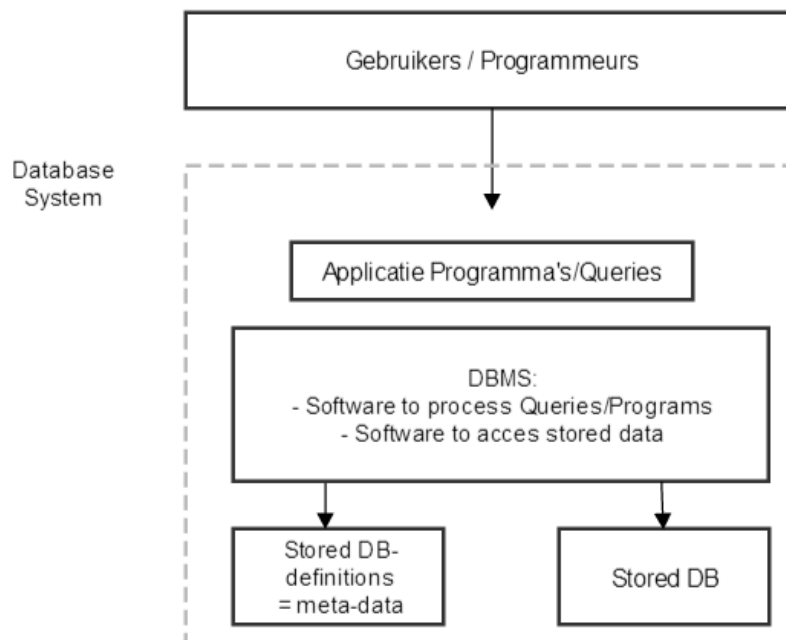 Gebruikers / Programmeurs
Database
System
Applicatie Programma's/Queries
DBMS:
- Software to process Queries/Programs
- Software to acces stored data
Stored DB-
definitions
= meta-data
Stored DB